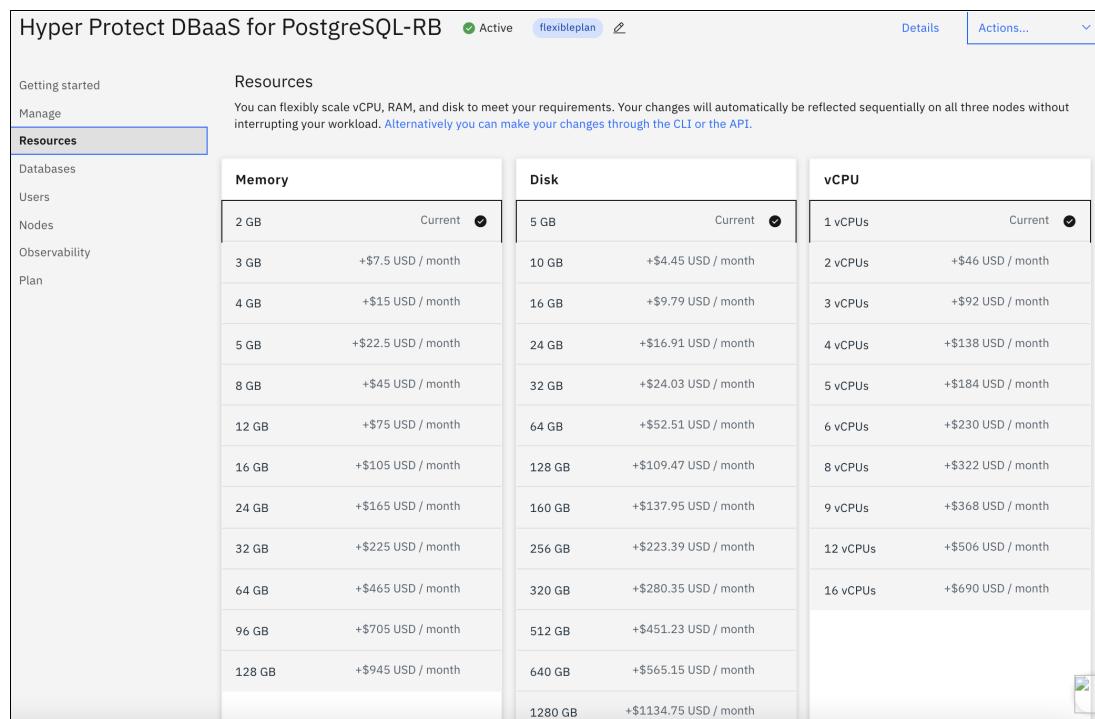 Hyper Protect DBaaS for PostgreSQL-RB Active flexibleplan Details Actions...
Getting started
Manage
Resources
Databases
Users
Nodes
Observability
Plan
Resources
You can flexibly scale vCPU, RAM, and disk to meet your requirements. Your changes will automatically be reflected sequentially on all three nodes without
interrupting your workload. Alternatively you can make your changes through the CLI or the API.
Memory
2 GB Current
3 GB +$7.5 USD / month
4 GB +$15 USD / month
5 GB +$22.5 USD / month
8 GB +$45 USD / month
12 GB +$75 USD / month
16 GB +$105 USD / month
24 GB +$165 USD / month
32 GB +$225 USD / month
64 GB +$465 USD / month
96 GB +$705 USD / month
128 GB +$945 USD / month
Disk
5 GB Current
10 GB +$4.45 USD / month
16 GB +$9.79 USD / month
24 GB +$16.91 USD / month
32 GB +$24.03 USD / month
64 GB +$52.51 USD / month
128 GB +$109.47 USD / month
160 GB +$137.95 USD / month
256 GB +$223.39 USD / month
320 GB +$280.35 USD / month
512 GB +$451.23 USD / month
640 GB +$565.15 USD / month
1280 GB +$1134.75 USD / month
vCPU
1 vCPUs Current
2 vCPUs +$46 USD / month
3 vCPUs +$92 USD / month
4 vCPUs +$138 USD / month
5 vCPUs +$184 USD / month
6 vCPUs +$230 USD / month
8 vCPUs +$322 USD / month
9 vCPUs +$368 USD / month
12 vCPUs +$506 USD / month
16 vCPUs +$690 USD / month